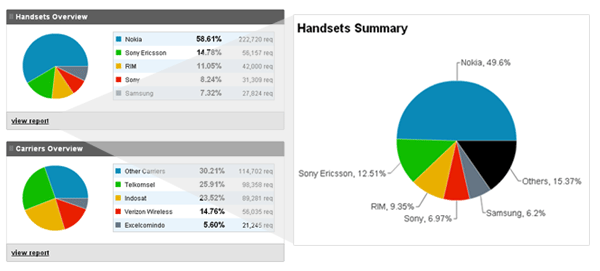 Handsets Overview
Nokia 58.61% 222,720 req
Sony Ericsson 14.78% 56,157 req
RIM 11.05% 42,000 req
Sony 8.24% 31,309 req
Samsung 7.32% 27,824 req
view report
Carriers Overview
Other Carriers 30.21% 114,702 req
Telkomsel 25.91% 98,358 req
Indosat 23.52% 89,281 req
Verizon Wireless 14.76% 56,035 req
Excelcomindo 5.60% 21,245 req
view report
Handsets Summary
Nokia, 49.6%
Sony Ericsson, 12.51%
Others, 15.37%
RIM, 9.35%
Samsung, 6.2%
Sony, 6.97%